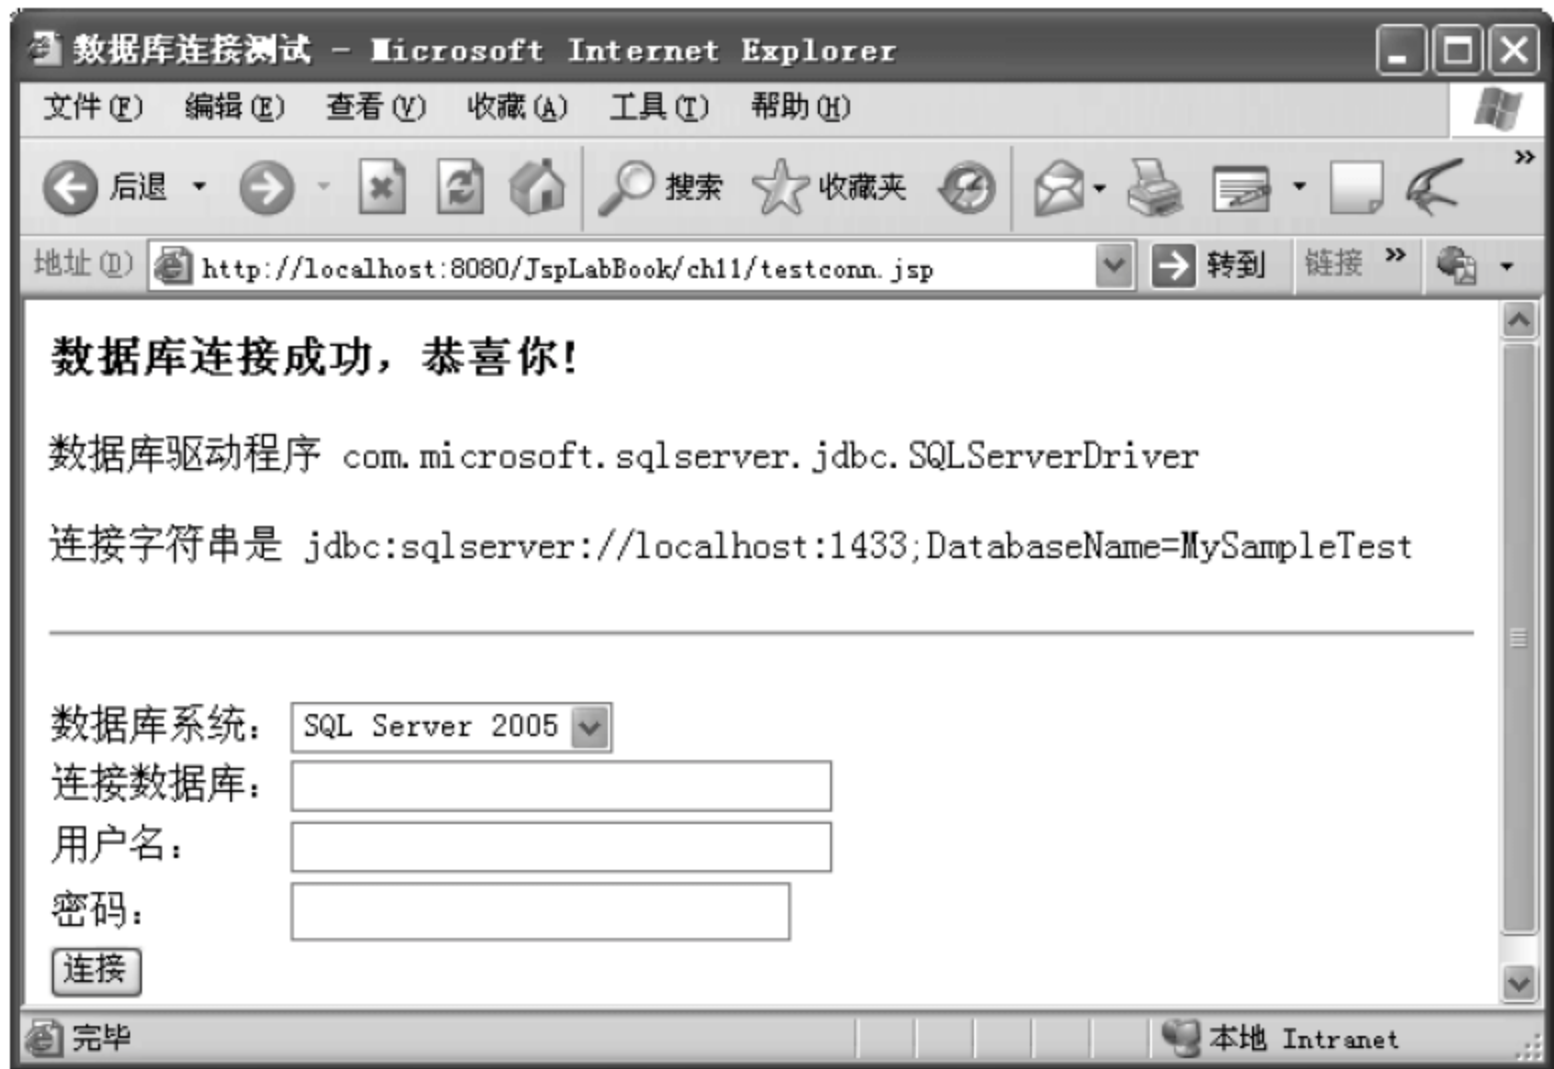 数据库连接测试 - Microsoft Internet Explorer
文件(F) 编辑(E) 查看(V) 收藏(A) 工具(T) 帮助(H)
后退 搜索 收藏夹 »
地址(D) http://localhost:8080/JspLabBook/ch11/testconn.jsp 转到 链接 »
数据库连接成功，恭喜你!
数据库驱动程序 com.microsoft.sqlserver.jdbc.SQLServerDriver
连接字符串是 jdbc:sqlserver://localhost:1433;DatabaseName=MySampleTest
数据库系统： SQL Server 2005
连接数据库：
用户名：
密码：
连接
完毕 本地 Intranet